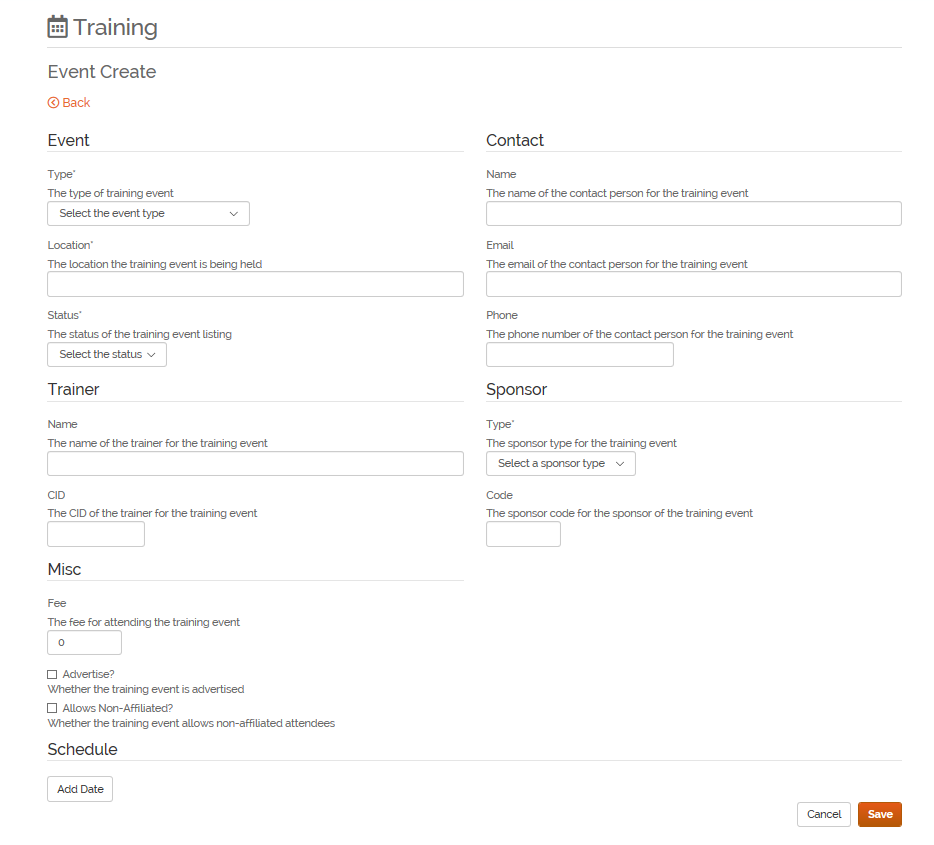 Training
Event Create
Back
Event
Type*
The type of training event
Select the event type
Location*
The location the training event is being held
Status*
The status of the training event listing
Select the status
Contact
Name
The name of the contact person for the training event
Email
The email of the contact person for the training event
Phone
The phone number of the contact person for the training event
Trainer
Name
The name of the trainer for the training event
CID
The CID of the trainer for the training event
Sponsor
Type*
The sponsor type for the training event
Select a sponsor type
Code
The sponsor code for the sponsor of the training event
Misc
Fee
The fee for attending the training event
0
Advertise?
Whether the training event is advertised
Allows Non-Affiliated?
Whether the training event allows non-affiliated attendees
Schedule
Add Date
Cancel
Save